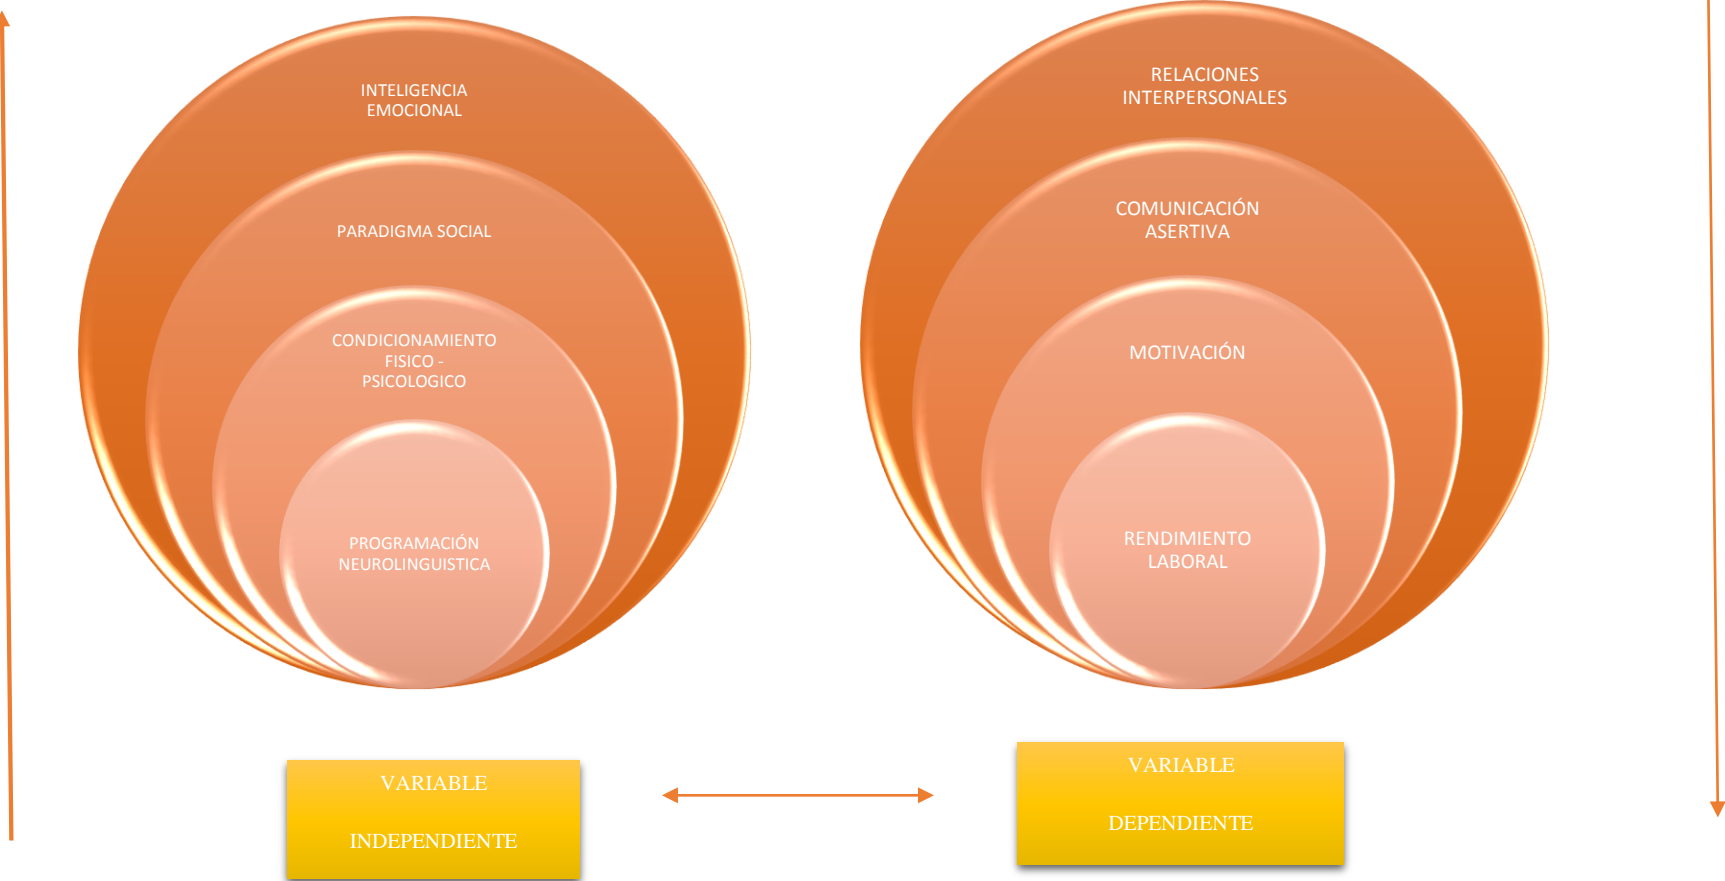 INTELIGENCIA
EMOCIONAL
PARADIGMA SOCIAL
CONDICIONAMIENTO
FISICO -
PSICOLOGICO
PROGRAMACIÓN
NEUROLINGUISTICA
RELACIONES
INTERPERSONALES
COMUNICACIÓN
ASERTIVA
MOTIVACIÓN
RENDIMIENTO
LABORAL
VARIABLE
INDEPENDIENTE
VARIABLE
DEPENDIENTE